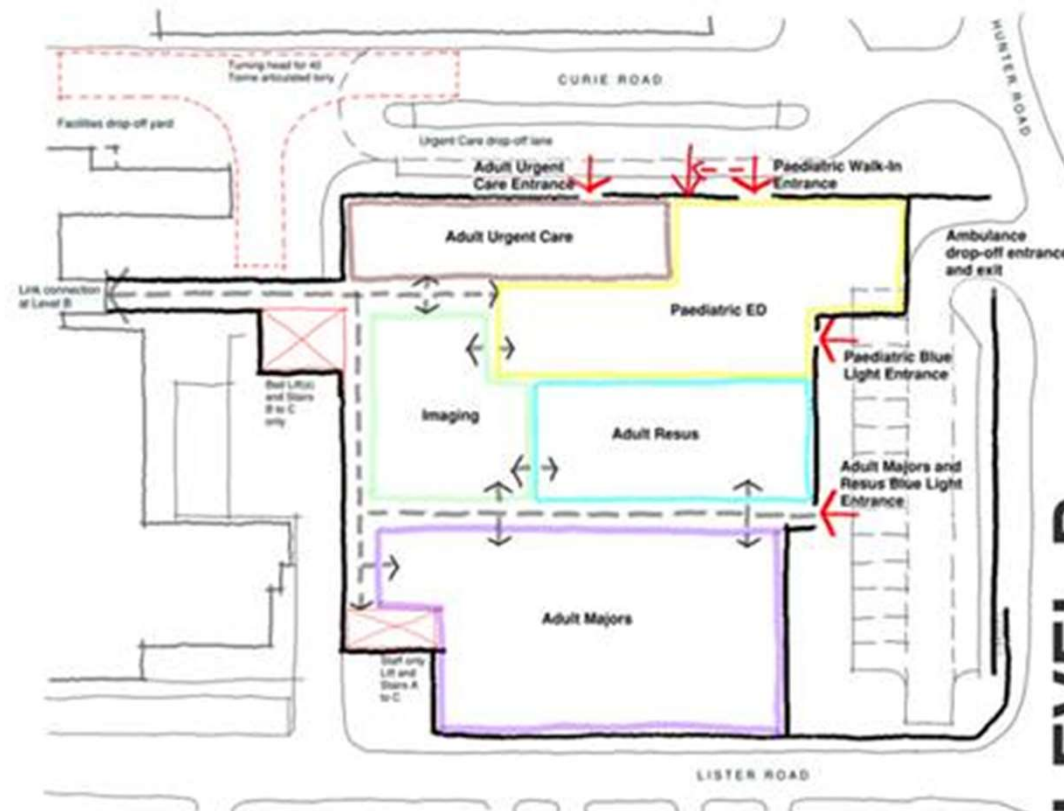 Turning head for 40
Tonne articulated lorry
CURIE ROAD
HUNTER ROAD
Facilities drop-off yard
Urgent Care drop-off lane
Adult Urgent
Care Entrance
Paediatric Walk-In
Entrance
Adult Urgent Care
Ambulance
drop-off entrance
and exit
Link connection
at Level B
Paediatric ED
Paediatric Blue
Light Entrance
Bed Lift(s)
and Stairs
B to C
only
Imaging
Adult Resus
Adult Majors and
Resus Blue Light
Entrance
Adult Majors
Staff only
Lift and
Stairs A
to C
LISTER ROAD